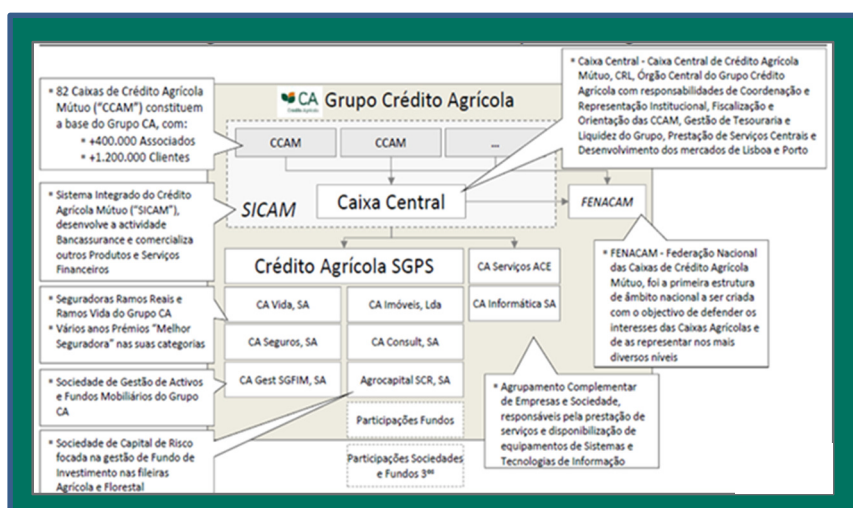 * 82 Caixas de Crédito Agrícola
Mútuo ("CCAM") constituem
a base do Grupo CA, com:
* +400.000 Associados
* +1.200.000 Clientes
CA
Grupo Crédito Agrícola
* Caixa Central - Caixa Central de Crédito Agrícola
Mútuo, CRL, Órgão Central do Grupo Crédito
Agrícola com responsabilidades de Coordenação e
Representação Institucional, Fiscalização e
Orientação das CCAM, Gestão de Tesouraria e
Liquidez do Grupo, Prestação de Serviços Centrais e
Desenvolvimento dos mercados de Lisboa e Porto
CCAM
CCAM
...
SICAM
Caixa Central
FENACAM
* Sistema Integrado do Crédito
Agrícola Mútuo ("SICAM"),
desenvolve a actividade
Bancassurance e comercializa
outros Produtos e Serviços
Financeiros
Crédito Agrícola SGPS
CA Serviços ACE
CA Vida, SA
CA Imóveis, Lda
CA Informática SA
CA Seguros, SA
CA Consult, SA
CA Gest SGFIM, SA
Agrocapital SCR, SA
Participações Fundos
Participações Sociedades
e Fundos 3ºs
* FENACAM - Federação Nacional
das Caixas de Crédito Agrícola
Mútuo, foi a primeira estrutura
de âmbito nacional a ser criada
com o objectivo de defender os
interesses das Caixas Agrícolas e
de as representar nos mais
diversos níveis
* Seguradoras Ramos Reais e
Ramos Vida do Grupo CA
* Vários anos Prémios "Melhor
Seguradora" nas suas categorias
* Sociedade de Gestão de Activos
e Fundos Mobiliários do Grupo
CA
* Sociedade de Capital de Risco
focada na gestão de Fundo de
Investimento nas fileiras
Agrícola e Florestal
* Agrupamento Complementar
de Empresas e Sociedade,
responsáveis pela prestação de
serviços e disponibilização de
equipamentos de Sistemas e
Tecnologias de Informação